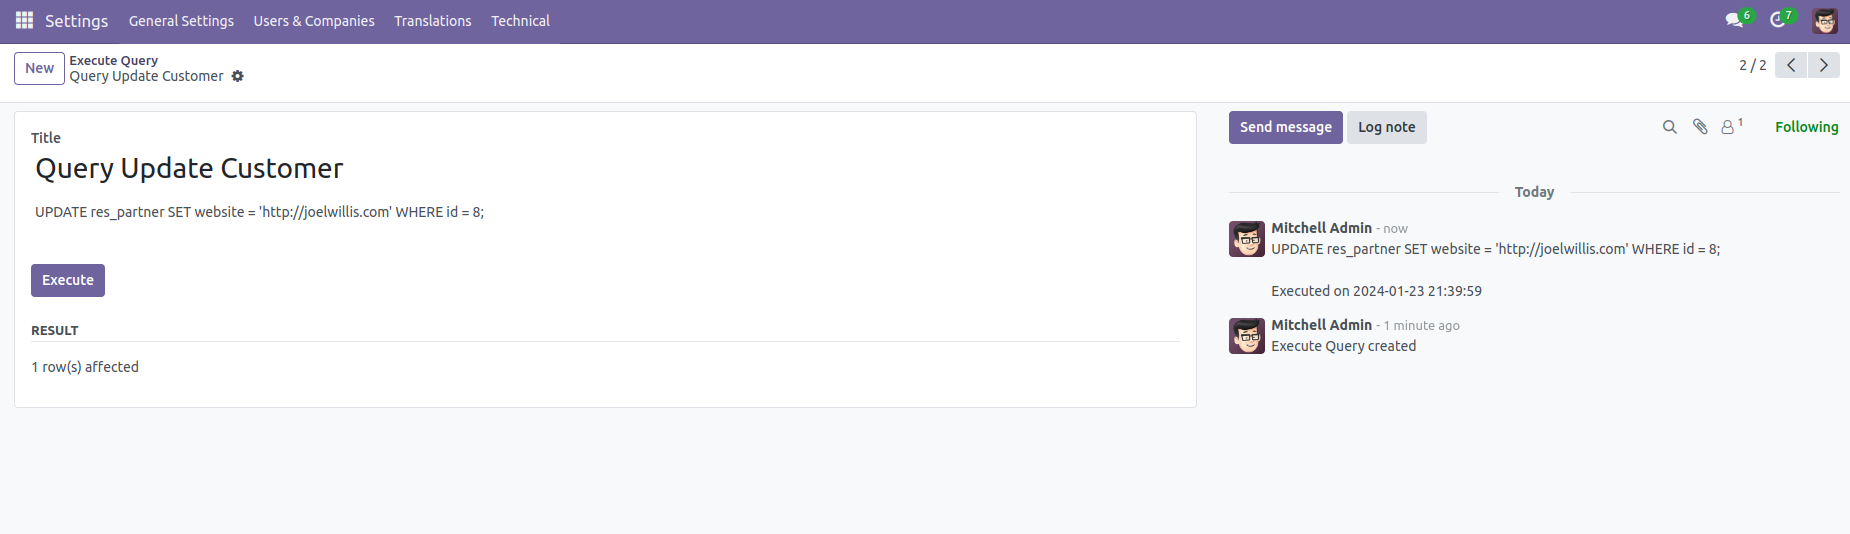 Settings General Settings Users & Companies Translations Technical 6 7
New Execute Query 2 / 2
Query Update Customer
Title
Query Update Customer
UPDATE res_partner SET website = 'http://joelwillis.com' WHERE id = 8;
Execute
RESULT
1 row(s) affected
Send message Log note 1 Following
Today
Mitchell Admin - now
UPDATE res_partner SET website = 'http://joelwillis.com' WHERE id = 8;
Executed on 2024-01-23 21:39:59
Mitchell Admin - 1 minute ago
Execute Query created